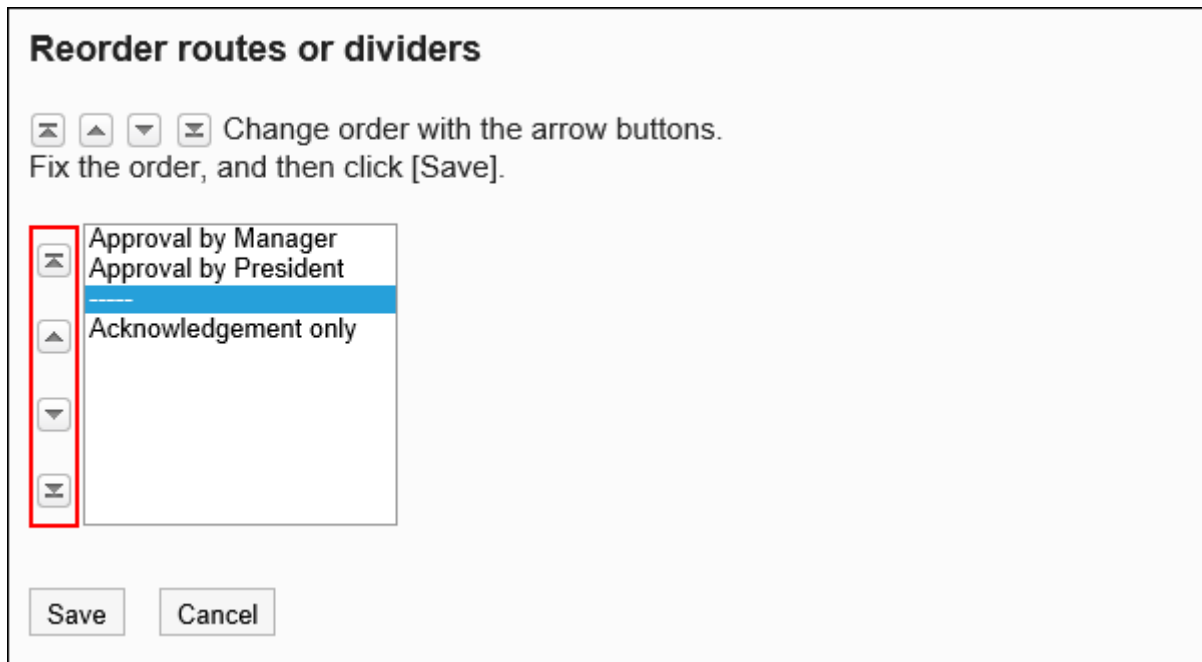 Reorder routes or dividers
Change order with the arrow buttons.
Fix the order, and then click [Save].
Approval by Manager
Approval by President
-----
Acknowledgement only
Save
Cancel